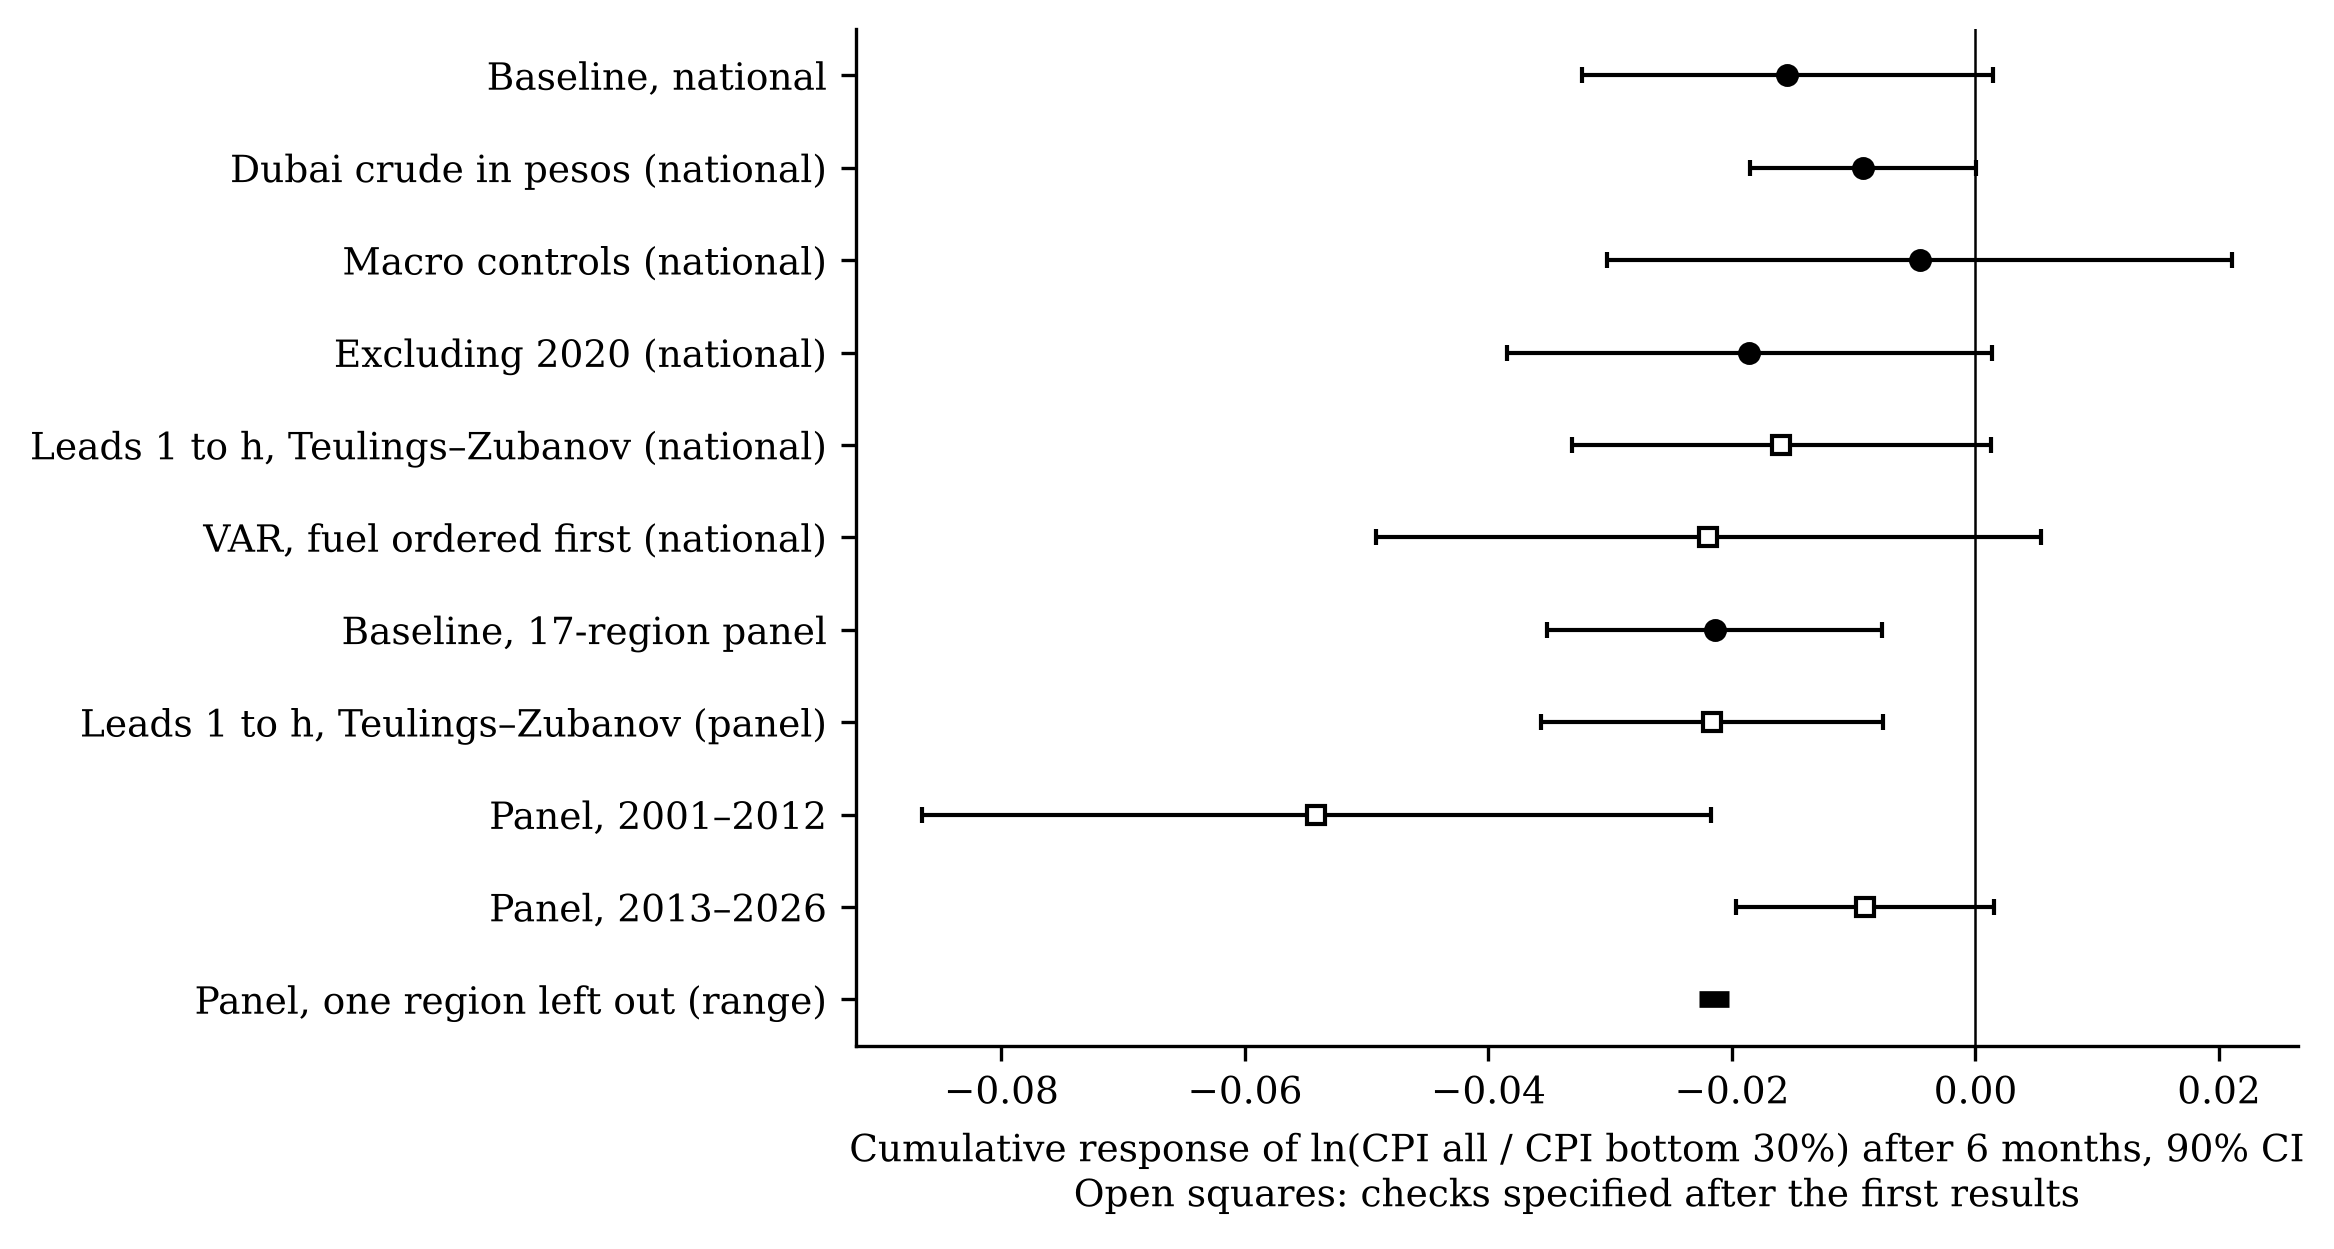 Baseline, national
Dubai crude in pesos (national)
Macro controls (national)
Excluding 2020 (national)
Leads 1 to h, Teulings–Zubanov (national)
VAR, fuel ordered first (national)
Baseline, 17-region panel
Leads 1 to h, Teulings–Zubanov (panel)
Panel, 2001–2012
Panel, 2013–2026
Panel, one region left out (range)
−0.08 −0.06 −0.04 −0.02 0.00 0.02
Cumulative response of ln(CPI all / CPI bottom 30%) after 6 months, 90% CI
Open squares: checks specified after the first results